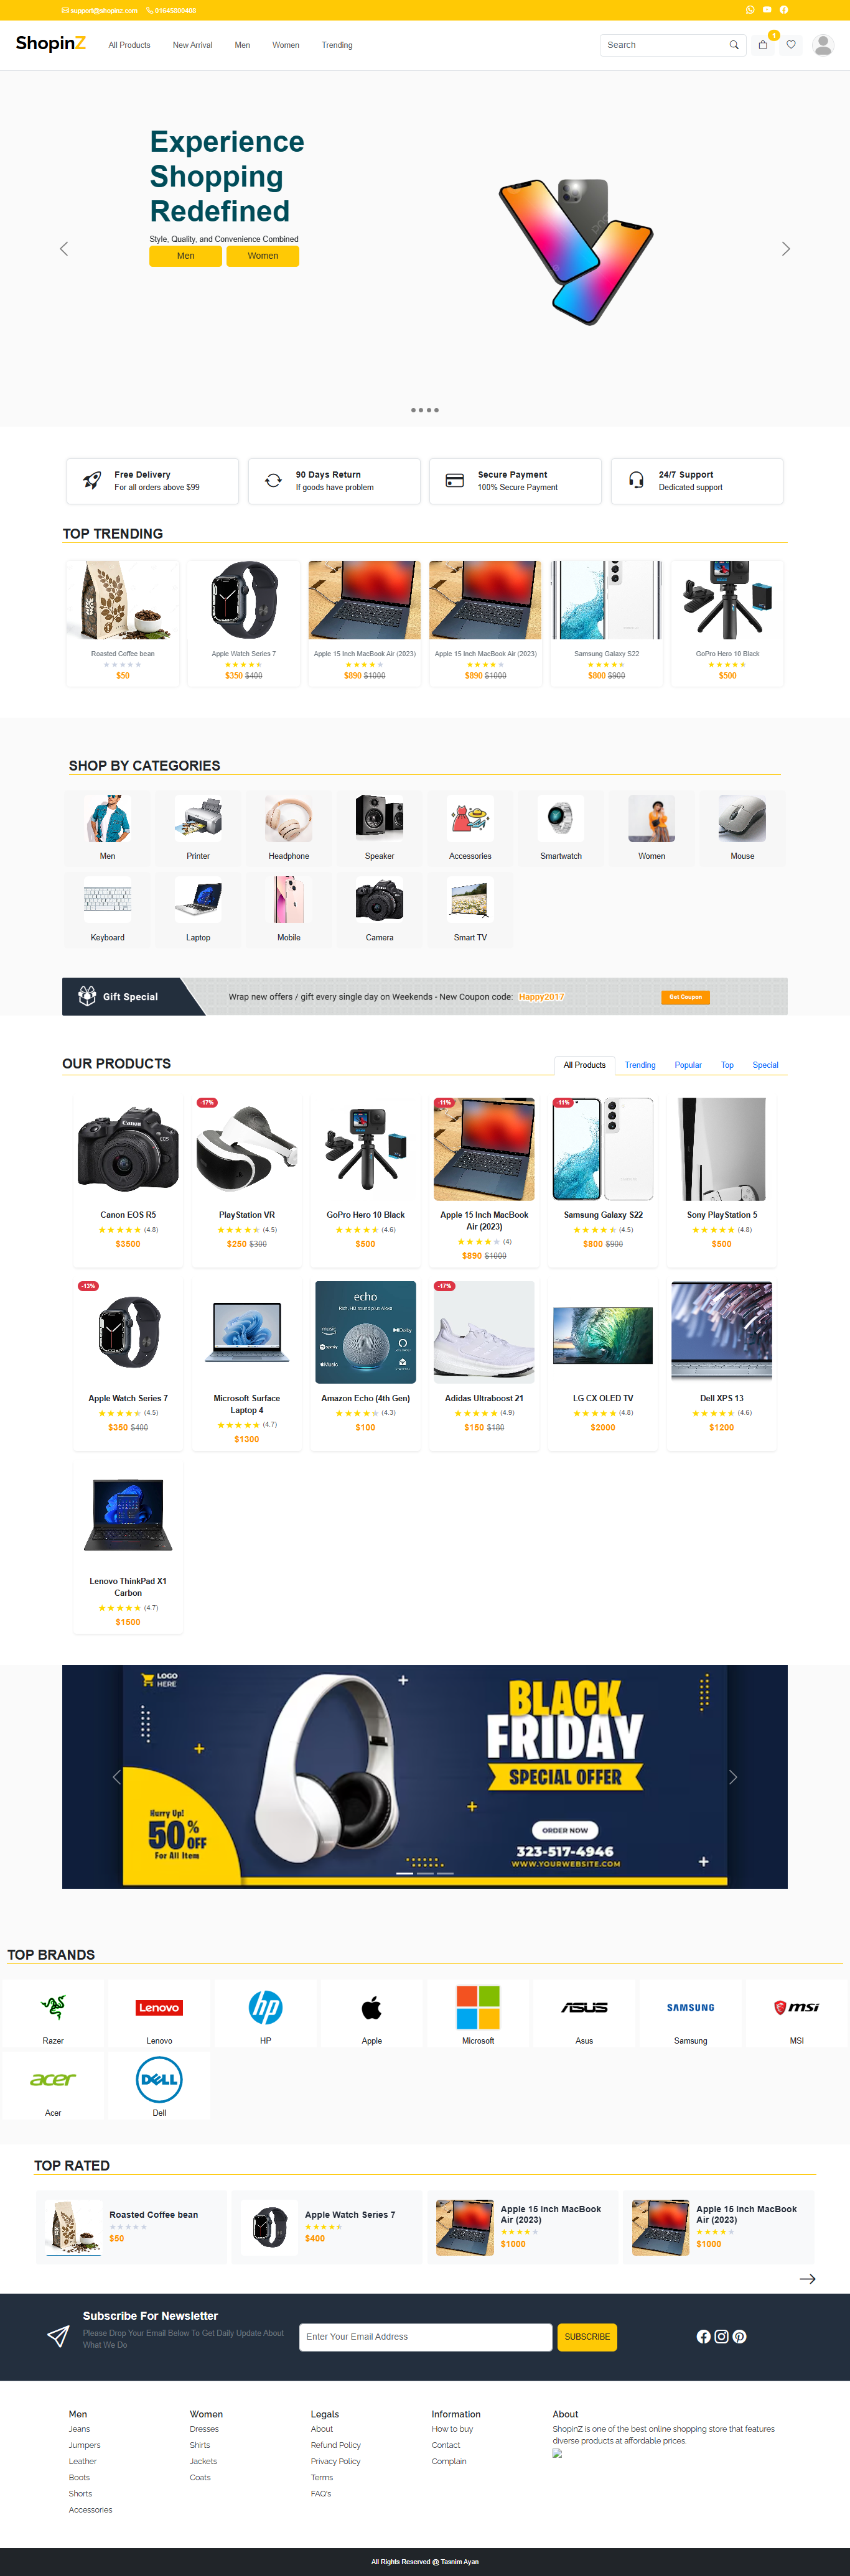 support@shopinz.com 01645800408
ShopinZ
All Products New Arrival Men Women Trending
Search
1
Experience
Shopping
Redefined
Style, Quality, and Convenience Combined
Men Women
Free Delivery
For all orders above $99
90 Days Return
If goods have problem
Secure Payment
100% Secure Payment
24/7 Support
Dedicated support
TOP TRENDING
Roasted Coffee bean
$50
Apple Watch Series 7
$350 $400
Apple 15 Inch MacBook Air (2023)
$890 $1000
Apple 15 Inch MacBook Air (2023)
$890 $1000
Samsung Galaxy S22
$800 $900
GoPro Hero 10 Black
$500
SHOP BY CATEGORIES
Men Printer Headphone Speaker Accessories Smartwatch Women Mouse
Keyboard Laptop Mobile Camera Smart TV
Gift Special
Wrap new offers / gift every single day on Weekends - New Coupon code: Happy2017
Get Coupon
OUR PRODUCTS
All Products Trending Popular Top Special
Canon EOS R5
(4.8)
$3500
-17%
PlayStation VR
(4.5)
$250 $300
GoPro Hero 10 Black
(4.6)
$500
-11%
Apple 15 Inch MacBook
Air (2023)
(4)
$890 $1000
-11%
Samsung Galaxy S22
(4.5)
$800 $900
Sony PlayStation 5
(4.8)
$500
-13%
Apple Watch Series 7
(4.5)
$350 $400
Microsoft Surface
Laptop 4
(4.7)
$1300
echo
Amazon Echo (4th Gen)
(4.3)
$100
-17%
Adidas Ultraboost 21
(4.9)
$150 $180
LG CX OLED TV
(4.8)
$2000
Dell XPS 13
(4.6)
$1200
Lenovo ThinkPad X1
Carbon
(4.7)
$1500
LOGO
HERE
BLACK
FRIDAY
SPECIAL OFFER
Hurry Up!
50%
OFF
For All Item
ORDER NOW
323-517-4946
WWW.YOURWEBSITE.COM
TOP BRANDS
Razer
Lenovo
Lenovo
hp
HP
Apple
Microsoft
ASUS
Asus
SAMSUNG
Samsung
msi
MSI
acer
Acer
DELL
Dell
TOP RATED
Roasted Coffee bean
$50
Apple Watch Series 7
$400
Apple 15 Inch MacBook
Air (2023)
$1000
Apple 15 Inch MacBook
Air (2023)
$1000
Subscribe For Newsletter
Please Drop Your Email Below To Get Daily Update About
What We Do
Enter Your Email Address
SUBSCRIBE
Men
Jeans
Jumpers
Leather
Boots
Shorts
Accessories
Women
Dresses
Shirts
Jackets
Coats
Legals
About
Refund Policy
Privacy Policy
Terms
FAQ's
Information
How to buy
Contact
Complain
About
ShopinZ is one of the best online shopping store that features
diverse products at affordable prices.
All Rights Reserved @ Tasnim Ayan